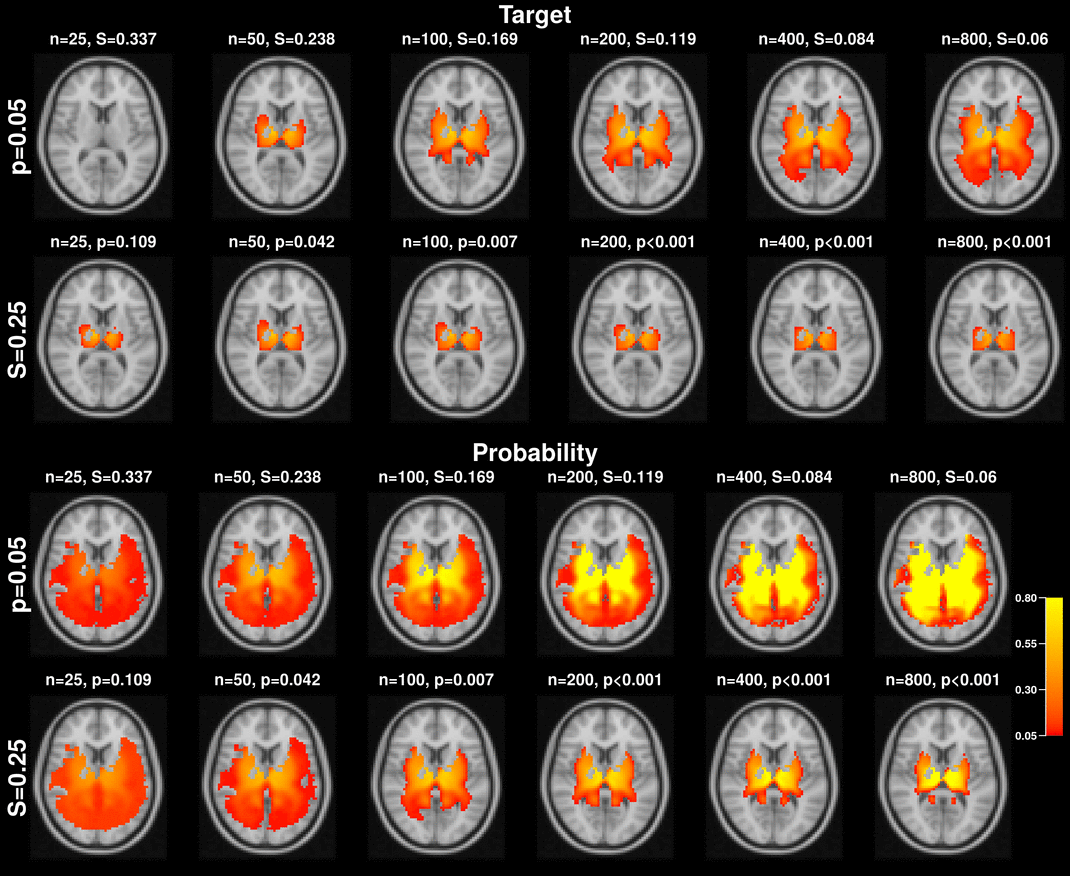 Target
n=25, S=0.337 n=50, S=0.238 n=100, S=0.169 n=200, S=0.119 n=400, S=0.084 n=800, S=0.06
p=0.05
n=25, p=0.109 n=50, p=0.042 n=100, p=0.007 n=200, p<0.001 n=400, p<0.001 n=800, p<0.001
S=0.25
Probability
n=25, S=0.337 n=50, S=0.238 n=100, S=0.169 n=200, S=0.119 n=400, S=0.084 n=800, S=0.06
p=0.05
0.80
0.55
0.30
0.05
n=25, p=0.109 n=50, p=0.042 n=100, p=0.007 n=200, p<0.001 n=400, p<0.001 n=800, p<0.001
S=0.25